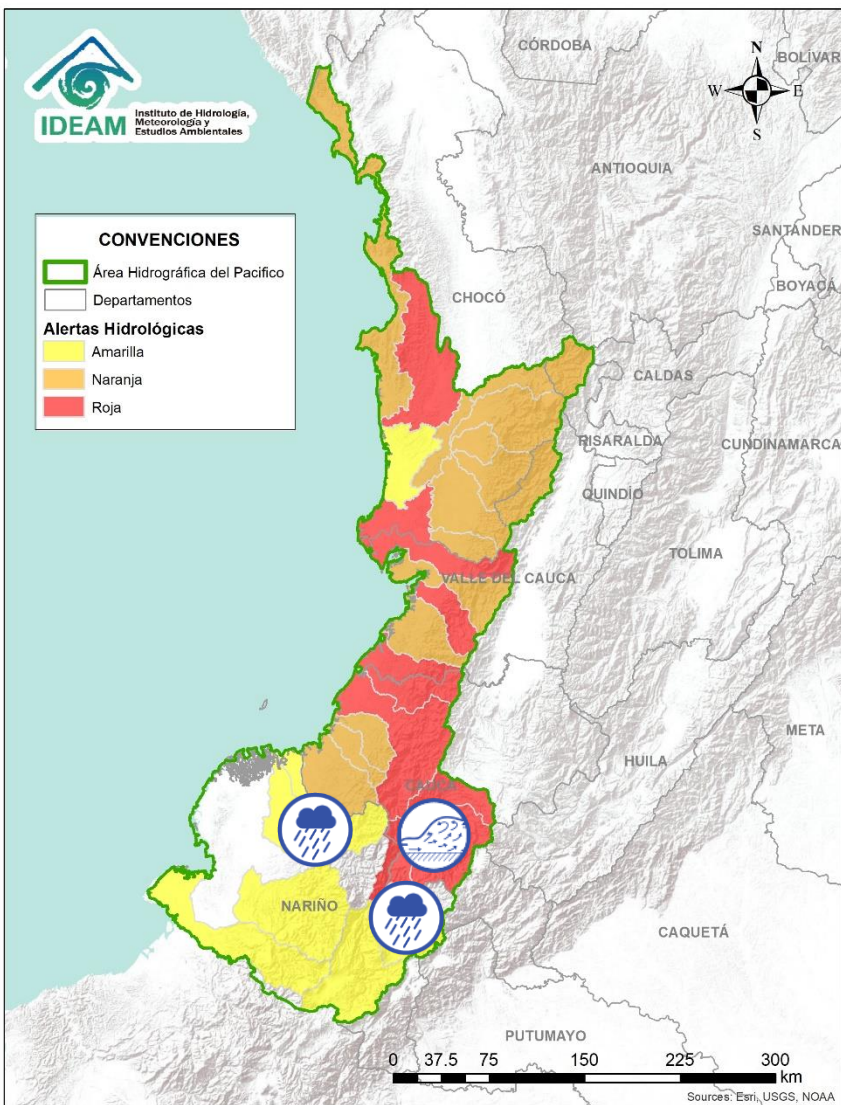 IDEAM
Instituto de Hidrología,
Meteorología y
Estudios Ambientales
CÓRDOBA
BOLÍVAR
N
W
E
S
ANTIOQUIA
SANTANDER
BOYACÁ
CONVENCIONES
Área Hidrográfica del Pacifico
Departamentos
Alertas Hidrológicas
Amarilla
Naranja
Roja
CHOCÓ
CALDAS
RISARALDA
CUNDINAMARCA
QUINDÍO
TOLIMA
VALLE DEL CAUCA
META
HUILA
CAUCA
NARIÑO
CAQUETÁ
PUTUMAYO
0 37.5 75 150 225 300
km
Sources: Esri, USGS, NOAA